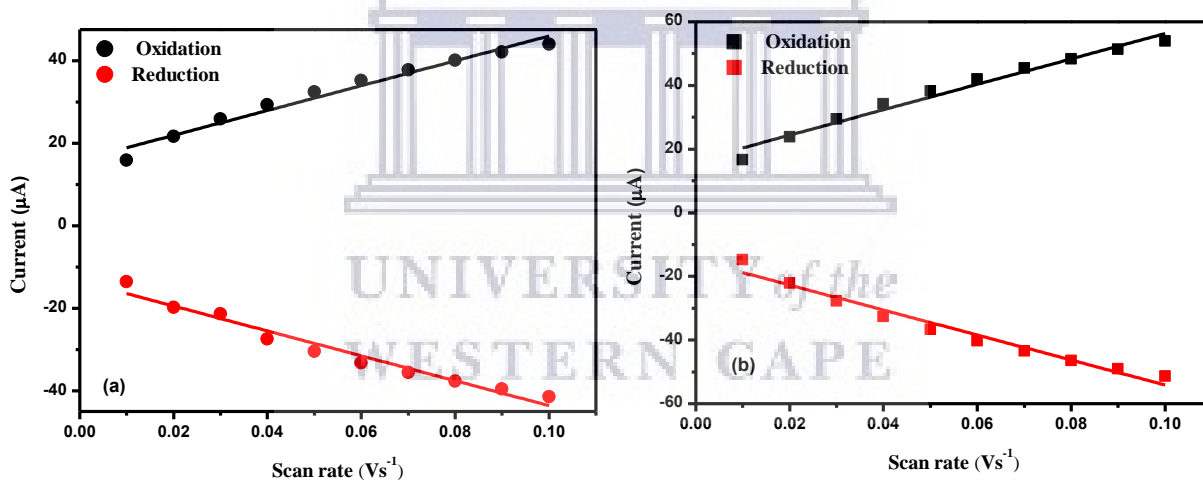 Oxidation
Reduction
40
20
0
-20
-40
Current (µA)
(a)
0.00 0.02 0.04 0.06 0.08 0.10
Scan rate (Vs⁻¹)
Oxidation
Reduction
60
40
20
0
-20
-40
-60
Current (µA)
(b)
0.00 0.02 0.04 0.06 0.08 0.10
Scan rate (Vs⁻¹)
UNIVERSITY of the
WESTERN CAPE